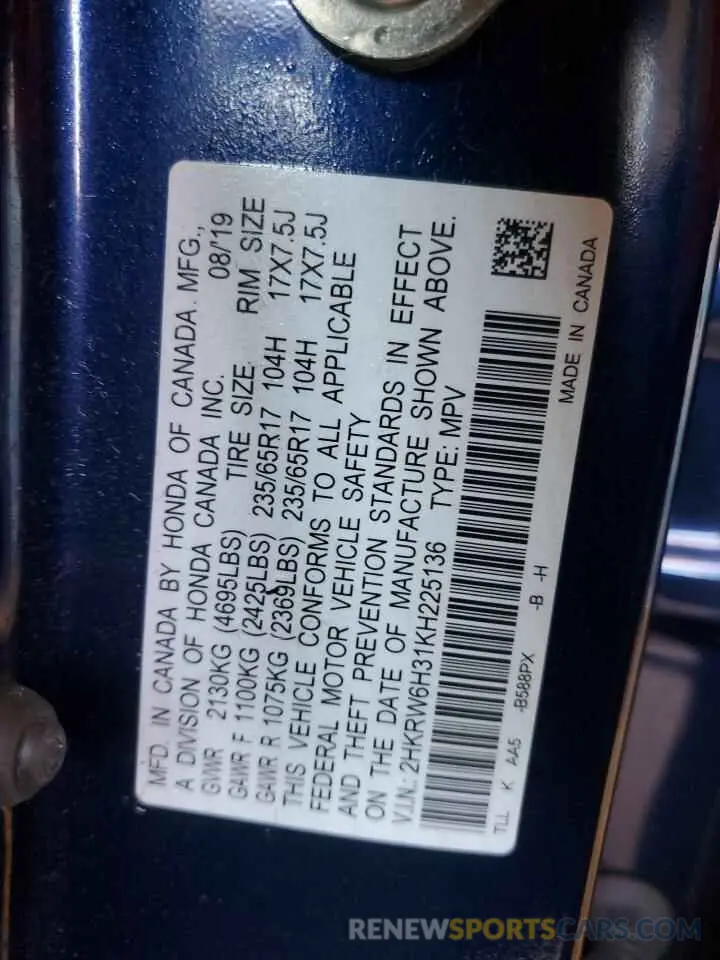 MFD. IN CANADA BY HONDA OF CANADA MFG.,
A DIVISION OF HONDA CANADA INC. 08/'19
GVWR 2130KG (4695LBS) TIRE SIZE RIM SIZE
GAWR F 1100KG (2425LBS) 235/65R17 104H 17X7.5J
GAWR R 1075KG (2369LBS) 235/65R17 104H 17X7.5J
THIS VEHICLE CONFORMS TO ALL APPLICABLE
FEDERAL MOTOR VEHICLE SAFETY
AND THEFT PREVENTION STANDARDS IN EFFECT
ON THE DATE OF MANUFACTURE SHOWN ABOVE.
V.I.N.: 2HKRW6H31KH225136 TYPE: MPV
TLL K AA5 -B588PX -B -H MADE IN CANADA
RENEWSPORTSCARS.COM